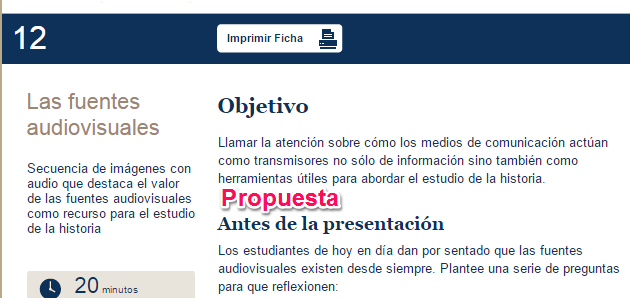 12
Imprimir Ficha
Las fuentes
audiovisuales
Secuencia de imágenes con
audio que destaca el valor
de las fuentes audiovisuales
como recurso para el estudio
de la historia
20 minutos
Objetivo
Llamar la atención sobre cómo los medios de comunicación actúan
como transmisores no sólo de información sino también como
herramientas útiles para abordar el estudio de la historia.
Propuesta
Antes de la presentación
Los estudiantes de hoy en día dan por sentado que las fuentes
audiovisuales existen desde siempre. Plantee una serie de preguntas
para que reflexionen: